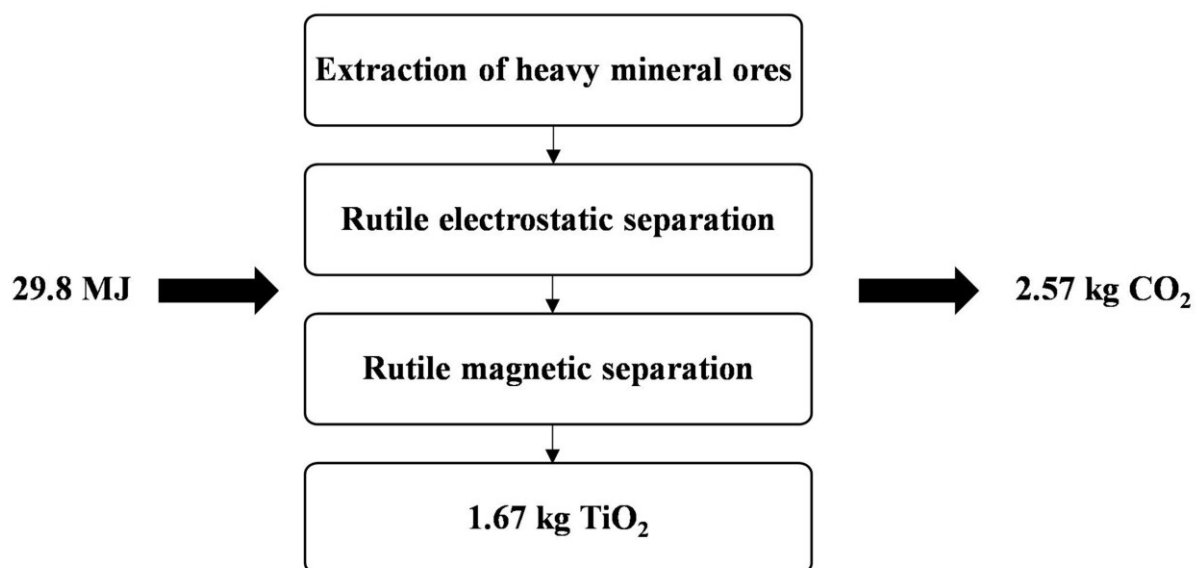 Extraction of heavy mineral ores
Rutile electrostatic separation
29.8 MJ
2.57 kg CO₂
Rutile magnetic separation
1.67 kg TiO₂